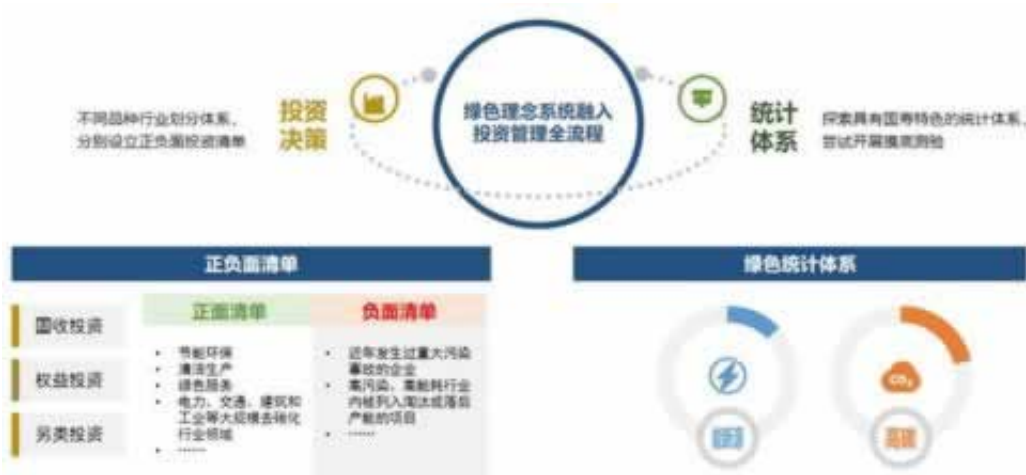 绿色理念系统融入
投资管理全流程
投资
决策
不同品种行业划分体系，
分别设立正负面投资清单
统计
体系
探索具有国寿特色的统计体系，
尝试开展摸底测验
正负面清单
固收投资
权益投资
另类投资
正面清单
• 节能环保
• 清洁生产
• 绿色服务
• 电力、交通、建筑和
工业等大规模去碳化
行业领域
• ……
负面清单
• 近年发生过重大污染
事故的企业
• 高污染、高能耗行业
内被列入淘汰或落后
产能的项目
• ……
绿色统计体系
CO₂
高碳